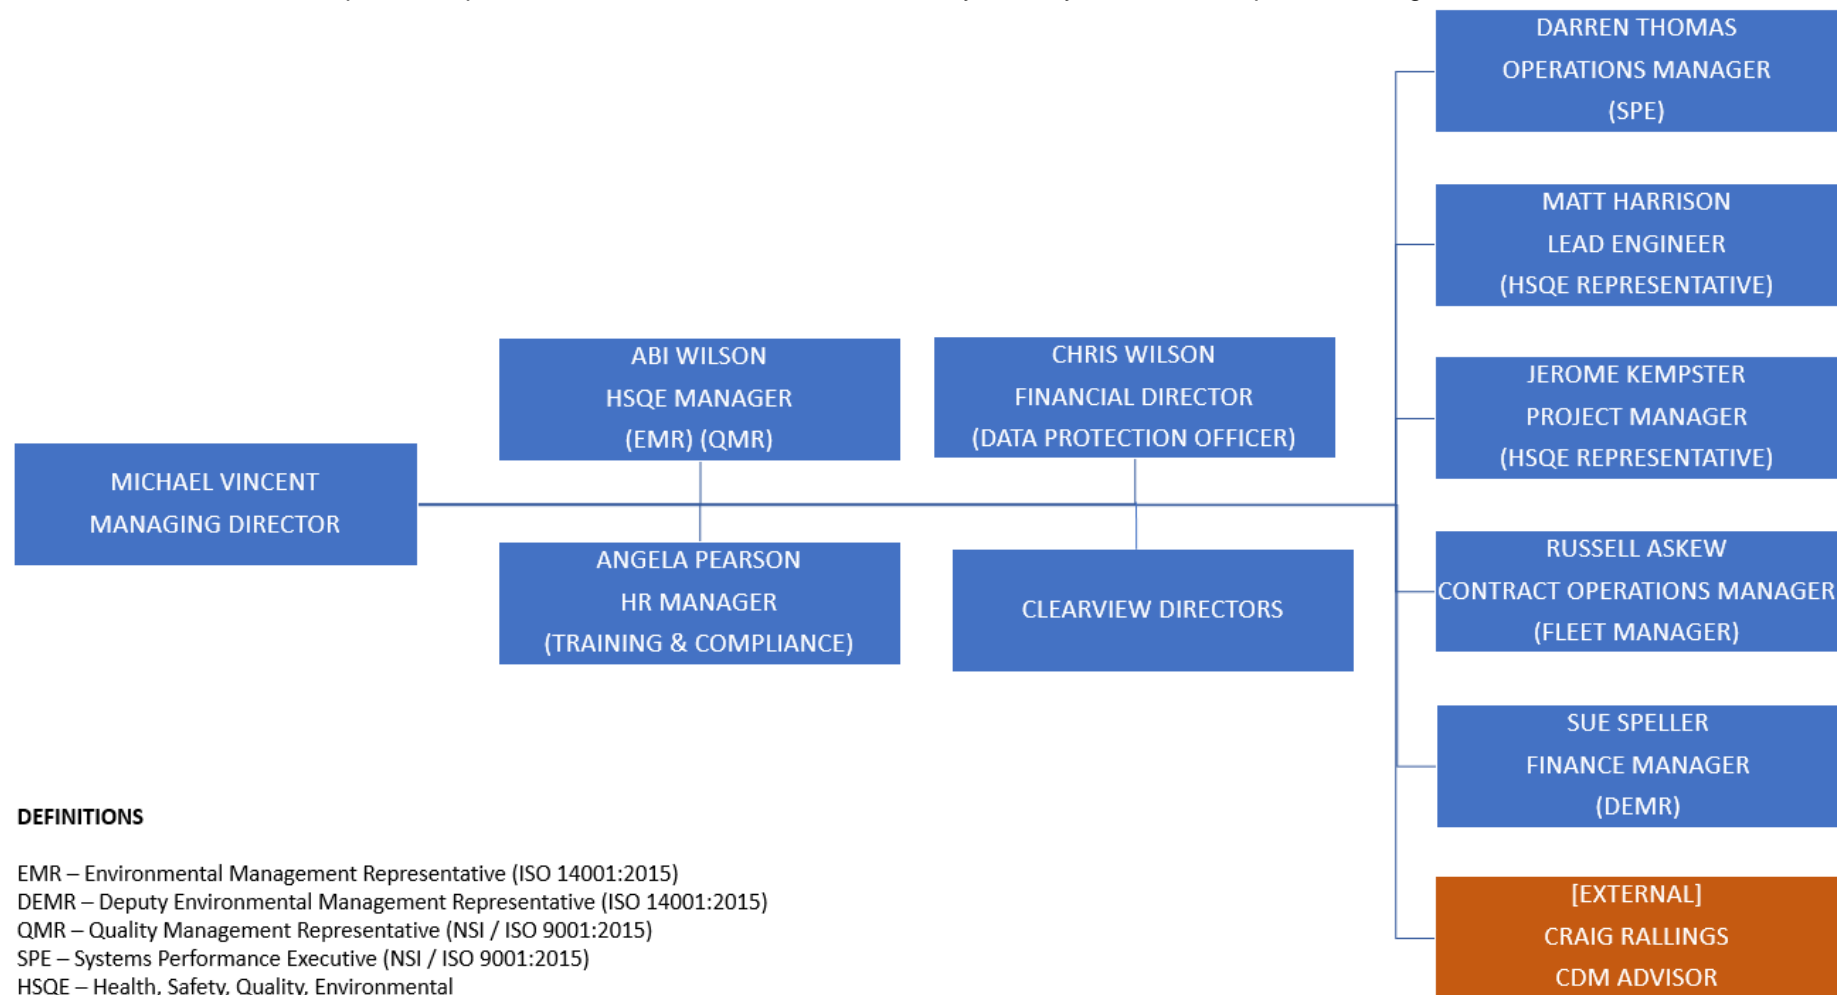 DARREN THOMAS
OPERATIONS MANAGER
(SPE)
MATT HARRISON
LEAD ENGINEER
(HSQE REPRESENTATIVE)
ABI WILSON
HSQE MANAGER
(EMR) (QMR)
CHRIS WILSON
FINANCIAL DIRECTOR
(DATA PROTECTION OFFICER)
JEROME KEMPSTER
PROJECT MANAGER
(HSQE REPRESENTATIVE)
MICHAEL VINCENT
MANAGING DIRECTOR
ANGELA PEARSON
HR MANAGER
(TRAINING & COMPLIANCE)
CLEARVIEW DIRECTORS
RUSSELL ASKEW
CONTRACT OPERATIONS MANAGER
(FLEET MANAGER)
SUE SPELLER
FINANCE MANAGER
(DEMR)
[EXTERNAL]
CRAIG RALLINGS
CDM ADVISOR
DEFINITIONS
EMR – Environmental Management Representative (ISO 14001:2015)
DEMR – Deputy Environmental Management Representative (ISO 14001:2015)
QMR – Quality Management Representative (NSI / ISO 9001:2015)
SPE – Systems Performance Executive (NSI / ISO 9001:2015)
HSQE – Health, Safety, Quality, Environmental